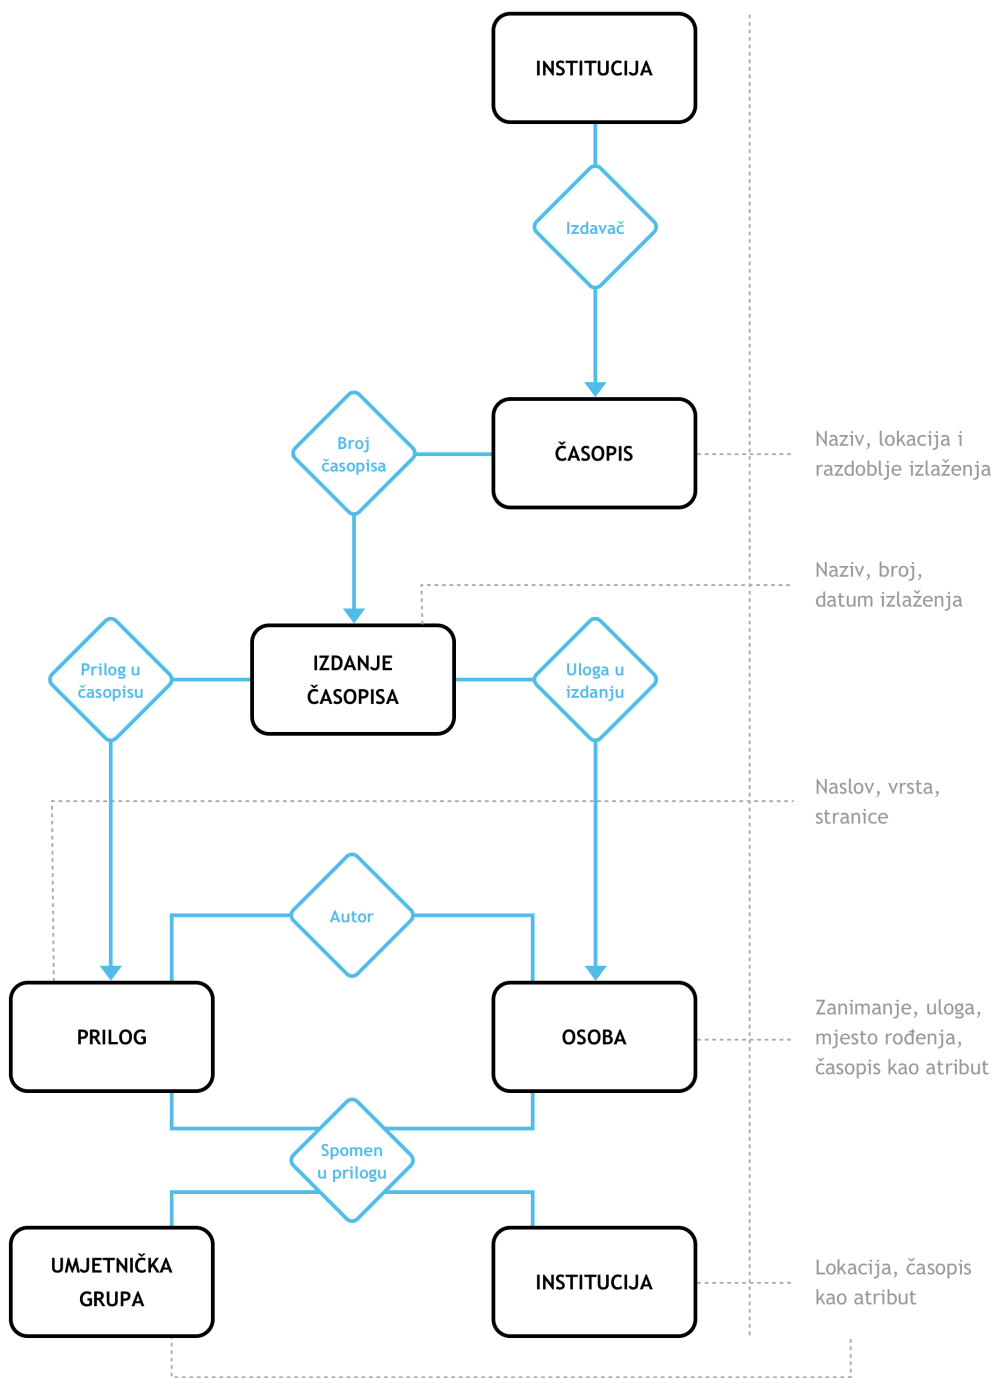 INSTITUCIJA
Izdavač
Broj
časopisa
ČASOPIS
Naziv, lokacija i
razdoblje izlaženja
Naziv, broj,
datum izlaženja
Prilog u
časopisu
IZDANJE
ČASOPISA
Uloga u
izdanju
Naslov, vrsta,
stranice
Autor
PRILOG
OSOBA
Zanimanje, uloga,
mjesto rođenja,
časopis kao atribut
Spomen
u prilogu
UMJETNIČKA
GRUPA
INSTITUCIJA
Lokacija, časopis
kao atribut